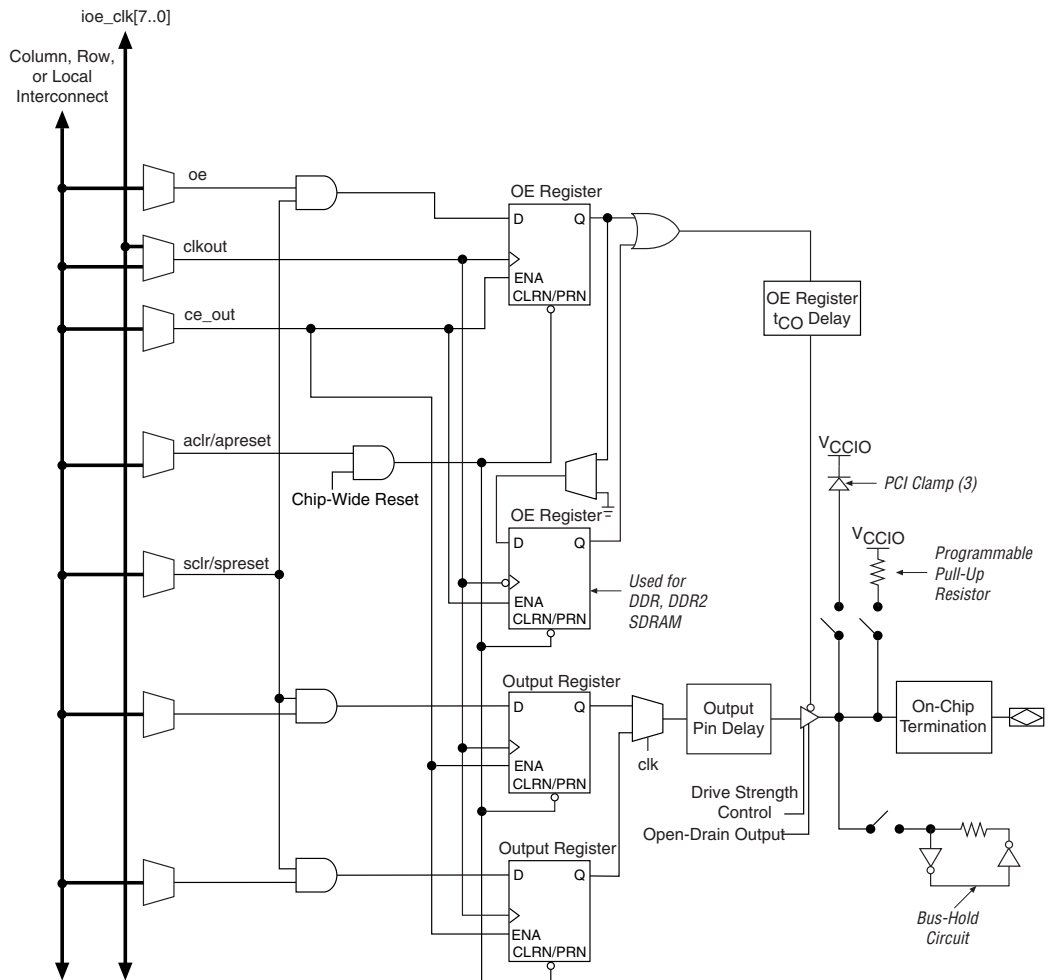 ioe_clk[7..0]
Column, Row,
or Local
Interconnect
oe
OE Register
D
Q
clkout
ENA
CLRN/PRN
ce_out
OE Register
tCO Delay
aclr/apreset
Chip-Wide Reset
VCCIO
PCI Clamp (3)
OE Register
D
Q
VCCIO
Programmable
Pull-Up
Resistor
sclr/spreset
Used for
DDR, DDR2
SDRAM
ENA
CLRN/PRN
Output Register
D
Q
Output
Pin Delay
On-Chip
Termination
clk
ENA
CLRN/PRN
Drive Strength
Control
Open-Drain Output
Output Register
D
Q
Bus-Hold
Circuit
ENA
CLRN/PRN